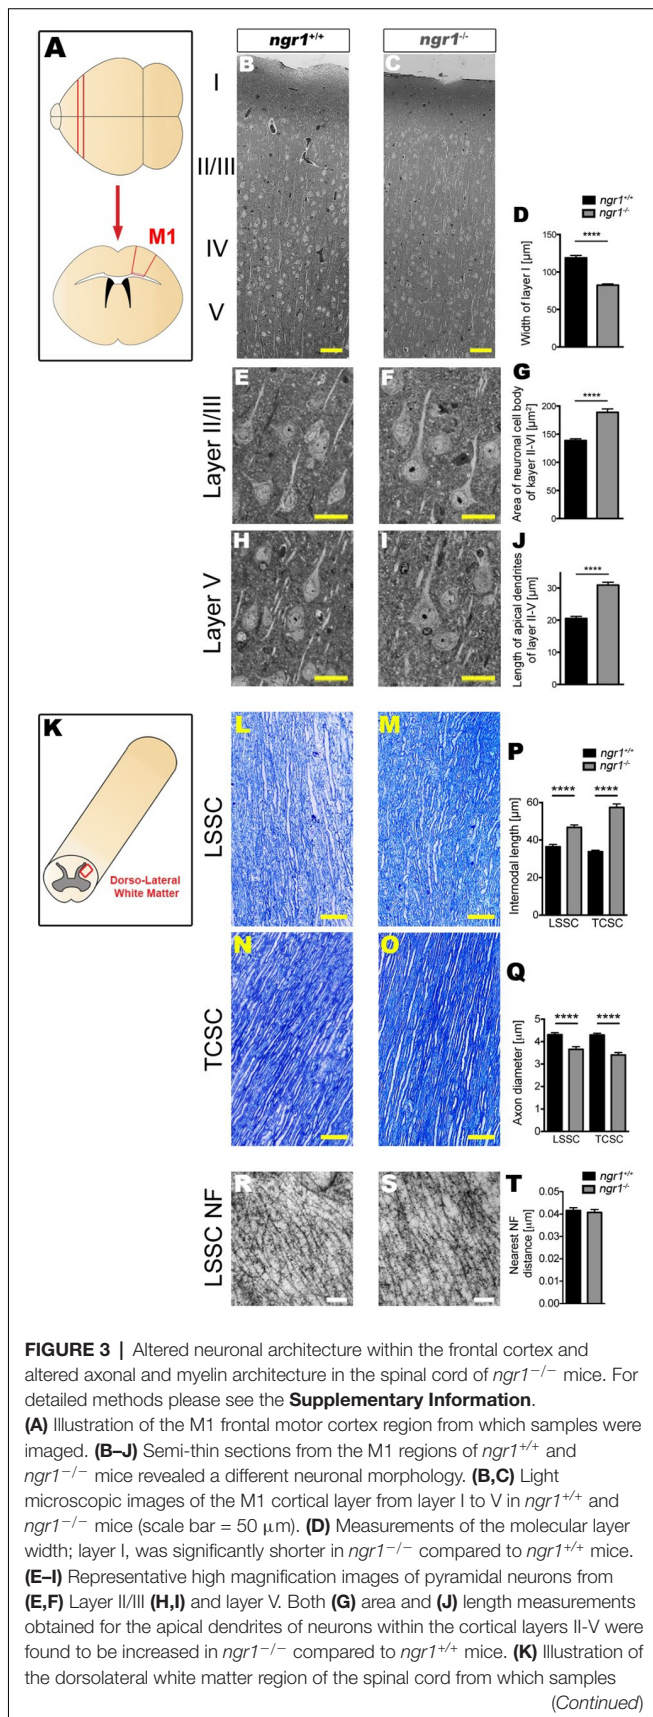 ngr1+/+
ngr1-/-
A
M1
B
C
I
II/III
IV
V
D
ngr1+/+
ngr1-/-
Width of layer I [µm]
150
100
50
0
****
E
F
Layer II/III
G
Area of neuronal cell body
of kayer II-VI [µm²]
200
150
100
50
0
****
H
I
Layer V
J
Length of apical dendrites
of layer II-V [µm]
30
20
10
0
****
K
Dorso-Lateral
White Matter
L
M
LSSC
P
ngr1+/+
ngr1-/-
Internodal length [µm]
60
40
20
0
**** ****
LSSC TCSC
N
O
TCSC
Q
Axon diameter [µm]
5
4
3
2
1
0
**** ****
LSSC TCSC
R
S
LSSC NF
T
ngr1+/+
ngr1-/-
Nearest NF
distance [µm]
0.05
0.04
0.03
0.02
0.01
0.00
FIGURE 3 | Altered neuronal architecture within the frontal cortex and
altered axonal and myelin architecture in the spinal cord of ngr1−/− mice. For
detailed methods please see the Supplementary Information.
(A) Illustration of the M1 frontal motor cortex region from which samples were
imaged. (B–J) Semi-thin sections from the M1 regions of ngr1+/+ and
ngr1−/− mice revealed a different neuronal morphology. (B,C) Light
microscopic images of the M1 cortical layer from layer I to V in ngr1+/+ and
ngr1−/− mice (scale bar = 50 µm). (D) Measurements of the molecular layer
width; layer I, was significantly shorter in ngr1−/− compared to ngr1+/+ mice.
(E–I) Representative high magnification images of pyramidal neurons from
(E,F) Layer II/III (H,I) and layer V. Both (G) area and (J) length measurements
obtained for the apical dendrites of neurons within the cortical layers II-V were
found to be increased in ngr1−/− compared to ngr1+/+ mice. (K) Illustration of
the dorsolateral white matter region of the spinal cord from which samples
(Continued)